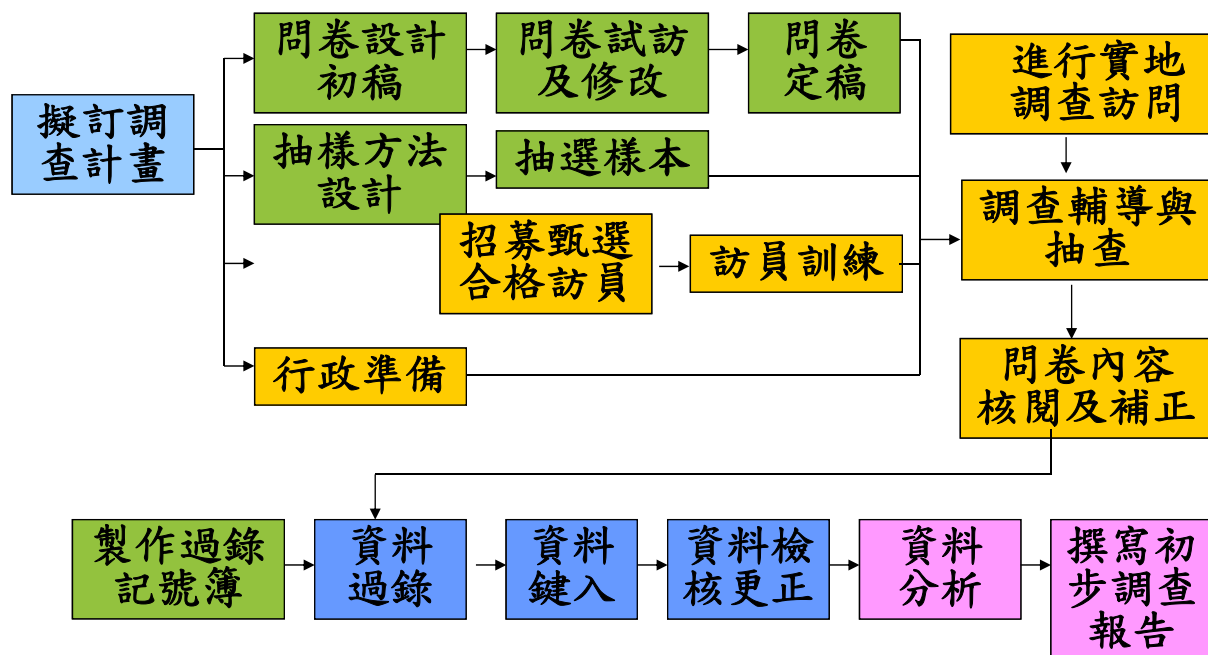 擬訂調
查計畫
問卷設計
初稿
問卷試訪
及修改
問卷
定稿
抽樣方法
設計
抽選樣本
招募甄選
合格訪員
訪員訓練
行政準備
進行實地
調查訪問
調查輔導與
抽查
問卷內容
核閱及補正
製作過錄
記號簿
資料
過錄
資料
鍵入
資料檢
核更正
資料
分析
撰寫初
步調查
報告